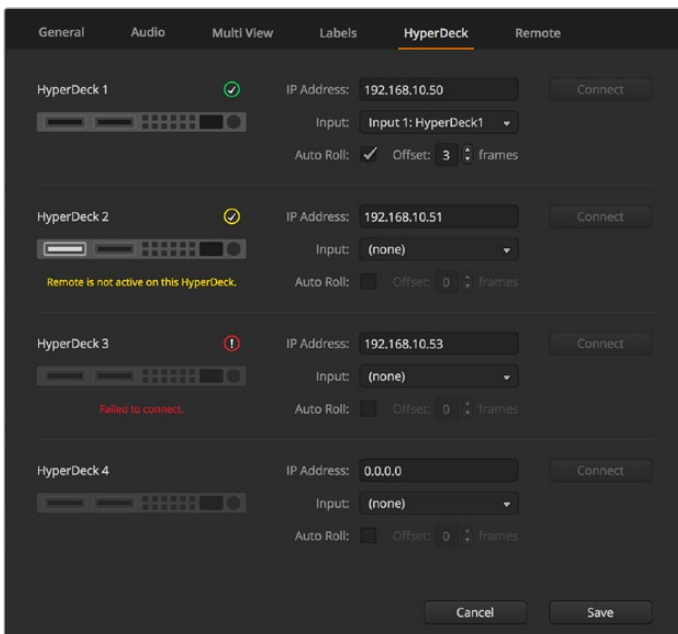 General Audio Multi View Labels HyperDeck Remote
HyperDeck 1 IP Address: 192.168.10.50 Connect
Input: Input 1: HyperDeck1
Auto Roll: Offset: 3 frames
HyperDeck 2 IP Address: 192.168.10.51 Connect
Input: (none)
Remote is not active on this HyperDeck. Auto Roll: Offset: 0 frames
HyperDeck 3 IP Address: 192.168.10.53 Connect
Input: (none)
Failed to connect. Auto Roll: Offset: 0 frames
HyperDeck 4 IP Address: 0.0.0.0 Connect
Input: (none)
Auto Roll: Offset: 0 frames
Cancel Save